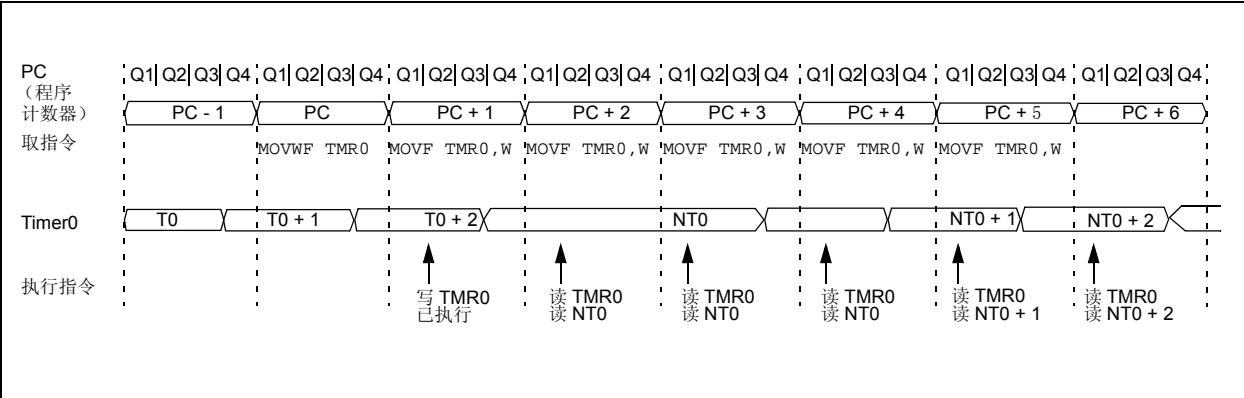 PC
（程序
计数器）
Q1 Q2 Q3 Q4 Q1 Q2 Q3 Q4 Q1 Q2 Q3 Q4 Q1 Q2 Q3 Q4 Q1 Q2 Q3 Q4 Q1 Q2 Q3 Q4 Q1 Q2 Q3 Q4 Q1 Q2 Q3 Q4
PC - 1 PC PC + 1 PC + 2 PC + 3 PC + 4 PC + 5 PC + 6
取指令
MOVWF TMR0 MOVF TMR0,W MOVF TMR0,W MOVF TMR0,W MOVF TMR0,W MOVF TMR0,W
Timer0 T0 T0 + 1 T0 + 2 NT0 NT0 + 1 NT0 + 2
执行指令
写 TMR0
已执行
读 TMR0
读 NT0
读 TMR0
读 NT0
读 TMR0
读 NT0
读 TMR0
读 NT0 + 1
读 TMR0
读 NT0 + 2